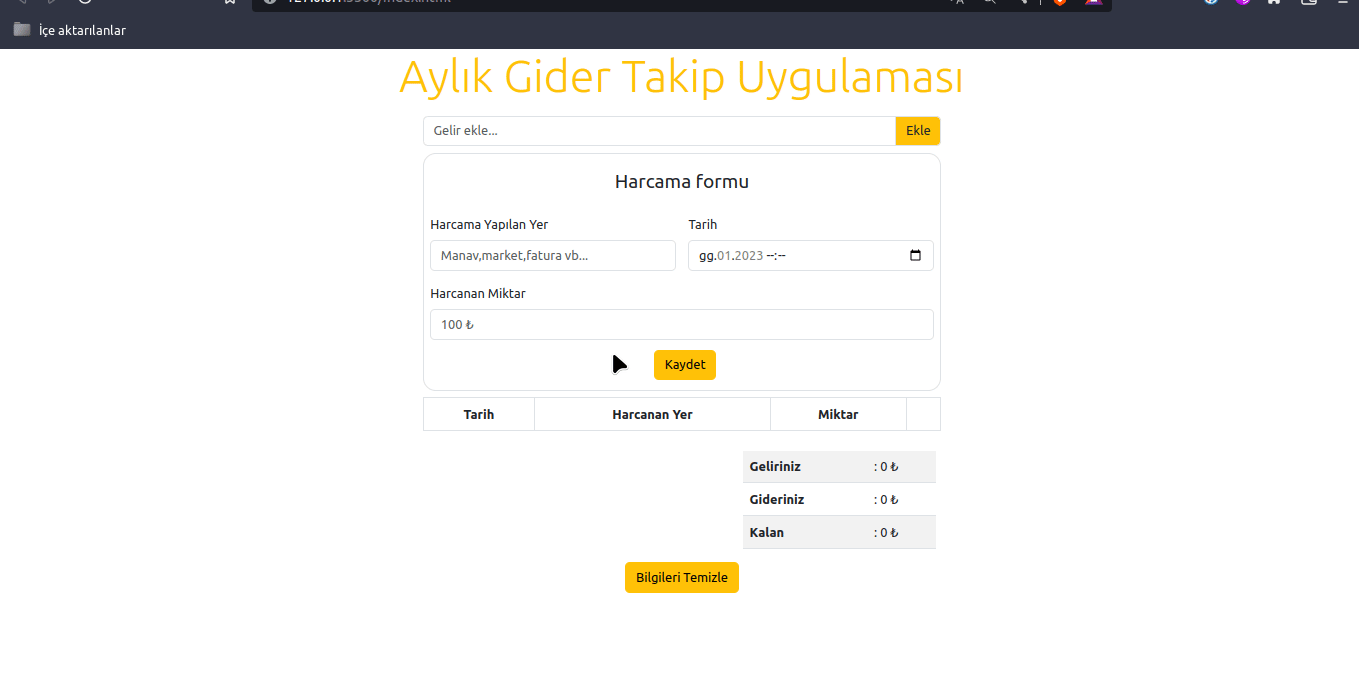 İçe aktarılanlar
Aylık Gider Takip Uygulaması
Gelir ekle... Ekle
Harcama formu
Harcama Yapılan Yer Tarih
Manav,market,fatura vb... gg.01.2023 --:--
Harcanan Miktar
100 ₺
Kaydet
Tarih Harcanan Yer Miktar
Geliriniz : 0 ₺
Gideriniz : 0 ₺
Kalan : 0 ₺
Bilgileri Temizle